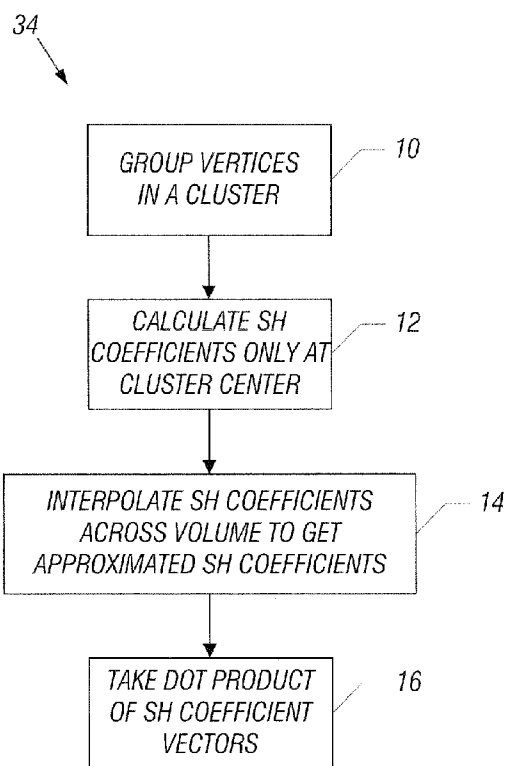 34
GROUP VERTICES
IN A CLUSTER
10
CALCULATE SH
COEFFICIENTS ONLY AT
CLUSTER CENTER
12
INTERPOLATE SH COEFFICIENTS
ACROSS VOLUME TO GET
APPROXIMATED SH COEFFICIENTS
14
TAKE DOT PRODUCT
OF SH COEFFICIENT
VECTORS
16